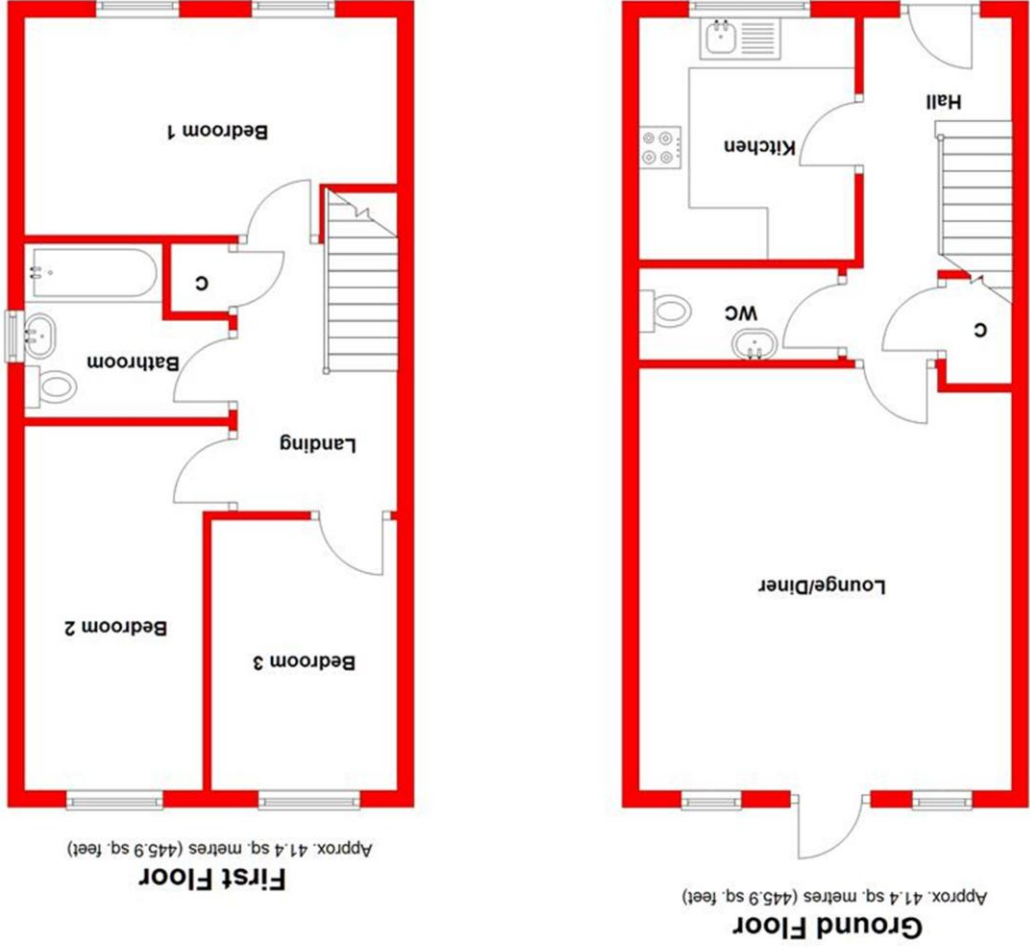 Ground Floor
Approx. 41.4 sq. metres (445.9 sq. feet)
Lounge/Diner
C
WC
Kitchen
Hall
First Floor
Approx. 41.4 sq. metres (445.9 sq. feet)
Bedroom 3
Bedroom 2
Landing
Bathroom
C
Bedroom 1